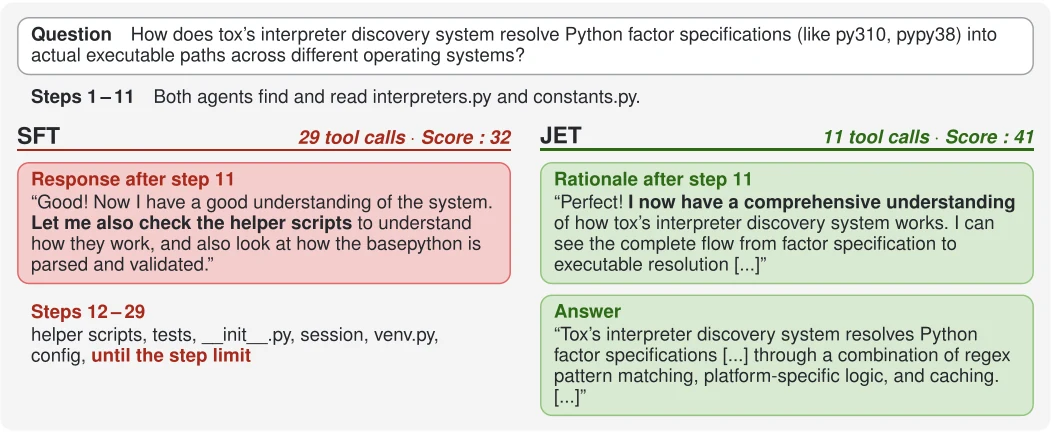 Question How does tox's interpreter discovery system resolve Python factor specifications (like py310, pypy38) into
actual executable paths across different operating systems?
Steps 1–11 Both agents find and read interpreters.py and constants.py.
SFT 29 tool calls · Score : 32
Response after step 11
“Good! Now I have a good understanding of the system.
Let me also check the helper scripts to understand
how they work, and also look at how the basepython is
parsed and validated.”
Steps 12–29
helper scripts, tests, __init__.py, session, venv.py,
config, until the step limit
JET 11 tool calls · Score : 41
Rationale after step 11
“Perfect! I now have a comprehensive understanding
of how tox's interpreter discovery system works. I can
see the complete flow from factor specification to
executable resolution [...]”
Answer
“Tox's interpreter discovery system resolves Python
factor specifications [...] through a combination of regex
pattern matching, platform-specific logic, and caching.
[...]”